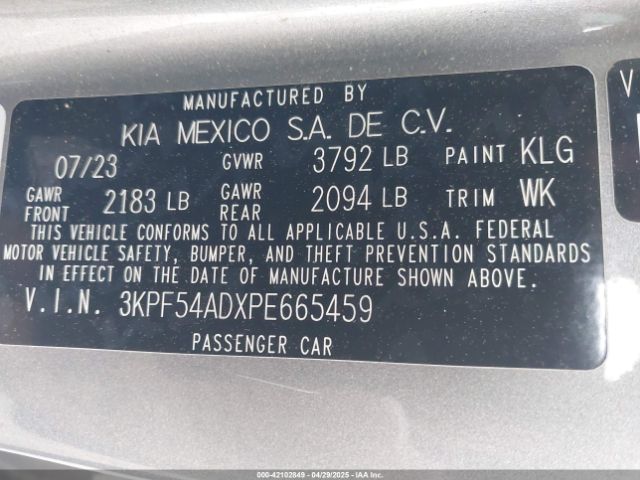 MANUFACTURED BY
KIA MEXICO S.A. DE C.V.
07/23 GVWR 3792 LB PAINT KLG
GAWR FRONT 2183 LB GAWR REAR 2094 LB TRIM WK
THIS VEHICLE CONFORMS TO ALL APPLICABLE U.S.A. FEDERAL
MOTOR VEHICLE SAFETY, BUMPER, AND THEFT PREVENTION STANDARDS
IN EFFECT ON THE DATE OF MANUFACTURE SHOWN ABOVE.
V.I.N. 3KPF54ADXPE665459
PASSENGER CAR
V
000-42102849 04/29/2025 COPART